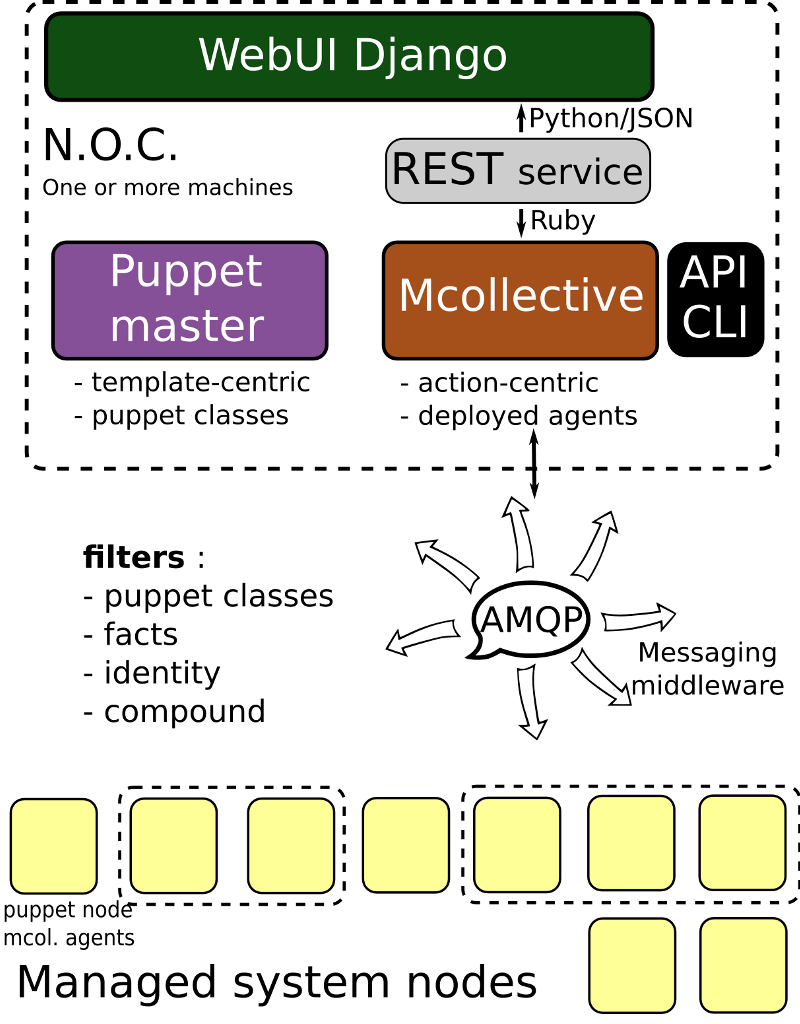 WebUI Django
Python/JSON
N.O.C.
One or more machines
REST service
Ruby
Puppet
master
Mcollective
API
CLI
- template-centric
- puppet classes
- action-centric
- deployed agents
filters :
- puppet classes
- facts
- identity
- compound
AMQP
Messaging
middleware
puppet node
mcol. agents
Managed system nodes